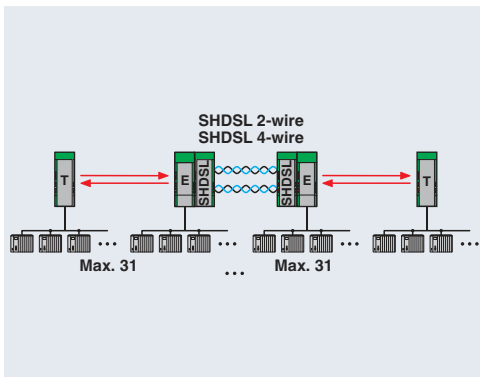 SHDSL 2-wire
SHDSL 4-wire
T
E
SHDSL
SHDSL
E
T
Max. 31
Max. 31